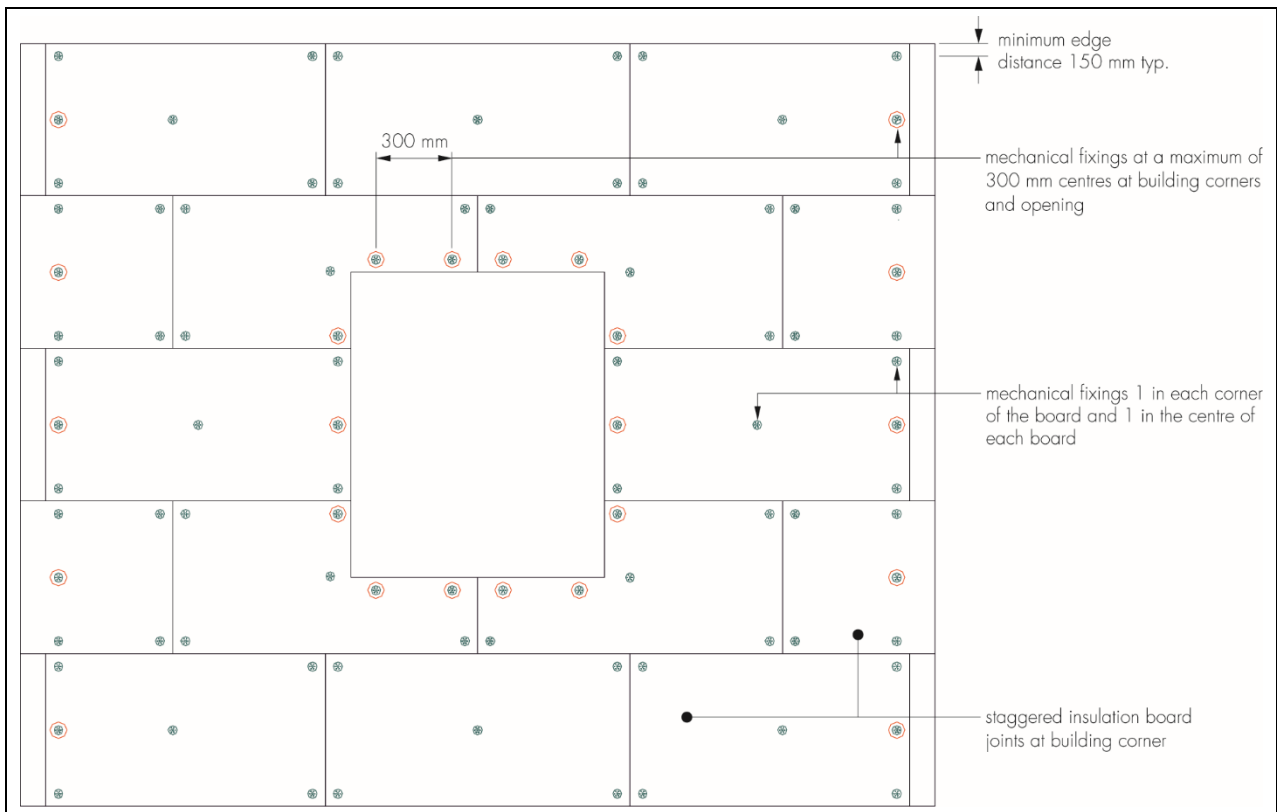 minimum edge
distance 150 mm typ.
300 mm
mechanical fixings at a maximum of
300 mm centres at building corners
and opening
mechanical fixings 1 in each corner
of the board and 1 in the centre of
each board
staggered insulation board
joints at building corner